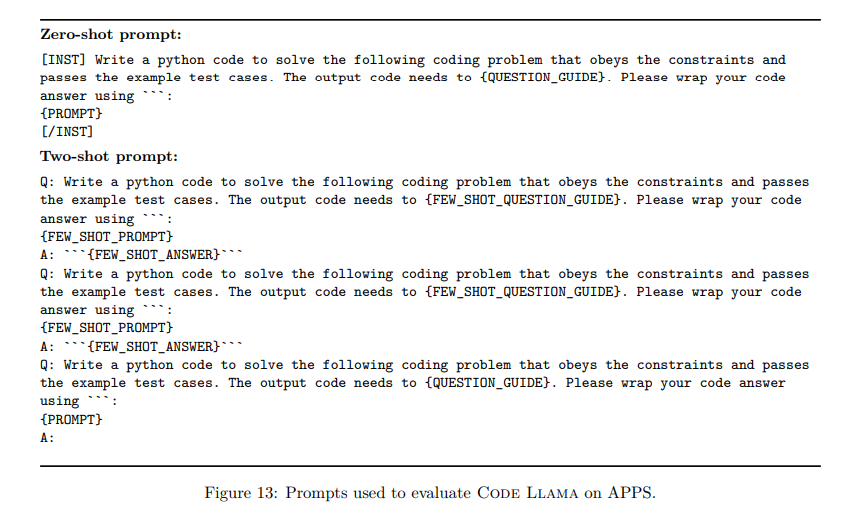 Zero-shot prompt:
[INST] Write a python code to solve the following coding problem that obeys the constraints and
passes the example test cases. The output code needs to {QUESTION_GUIDE}. Please wrap your code
answer using ```:
{PROMPT}
[/INST]
Two-shot prompt:
Q: Write a python code to solve the following coding problem that obeys the constraints and passes
the example test cases. The output code needs to {FEW_SHOT_QUESTION_GUIDE}. Please wrap your code
answer using ```:
{FEW_SHOT_PROMPT}
A: ```{FEW_SHOT_ANSWER}```
Q: Write a python code to solve the following coding problem that obeys the constraints and passes
the example test cases. The output code needs to {FEW_SHOT_QUESTION_GUIDE}. Please wrap your code
answer using ```:
{FEW_SHOT_PROMPT}
A: ```{FEW_SHOT_ANSWER}```
Q: Write a python code to solve the following coding problem that obeys the constraints and passes
the example test cases. The output code needs to {QUESTION_GUIDE}. Please wrap your code answer
using ```:
{PROMPT}
A:
Figure 13: Prompts used to evaluate CODE LLAMA on APPS.